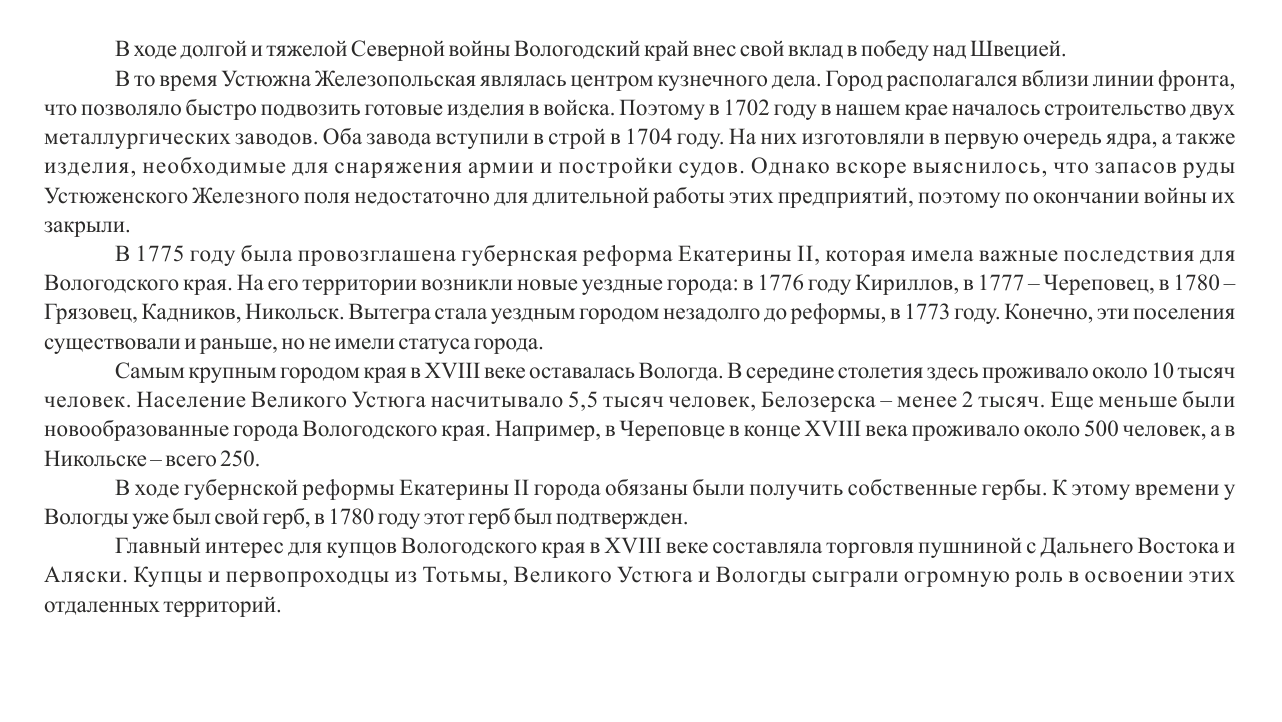 В ходе долгой и тяжелой Северной войны Вологодский край внес свой вклад в победу над Швецией.
В то время Устюжна Железопольская являлась центром кузнечного дела. Город располагался вблизи линии фронта,
что позволяло быстро подвозить готовые изделия в войска. Поэтому в 1702 году в нашем крае началось строительство двух
металлургических заводов. Оба завода вступили в строй в 1704 году. На них изготовляли в первую очередь ядра, а также
изделия, необходимые для снаряжения армии и постройки судов. Однако вскоре выяснилось, что запасов руды
Устюженского Железного поля недостаточно для длительной работы этих предприятий, поэтому по окончании войны их
закрыли.
В 1775 году была провозглашена губернская реформа Екатерины II, которая имела важные последствия для
Вологодского края. На его территории возникли новые уездные города: в 1776 году Кириллов, в 1777 – Череповец, в 1780 –
Грязовец, Кадников, Никольск. Вытегра стала уездным городом незадолго до реформы, в 1773 году. Конечно, эти поселения
существовали и раньше, но не имели статуса города.
Самым крупным городом края в XVIII веке оставалась Вологда. В середине столетия здесь проживало около 10 тысяч
человек. Население Великого Устюга насчитывало 5,5 тысяч человек, Белозерска – менее 2 тысяч. Еще меньше были
новообразованные города Вологодского края. Например, в Череповце в конце XVIII века проживало около 500 человек, а в
Никольске – всего 250.
В ходе губернской реформы Екатерины II города обязаны были получить собственные гербы. К этому времени у
Вологды уже был свой герб, в 1780 году этот герб был подтвержден.
Главный интерес для купцов Вологодского края в XVIII веке составляла торговля пушниной с Дальнего Востока и
Аляски. Купцы и первопроходцы из Тотьмы, Великого Устюга и Вологды сыграли огромную роль в освоении этих
отдаленных территорий.